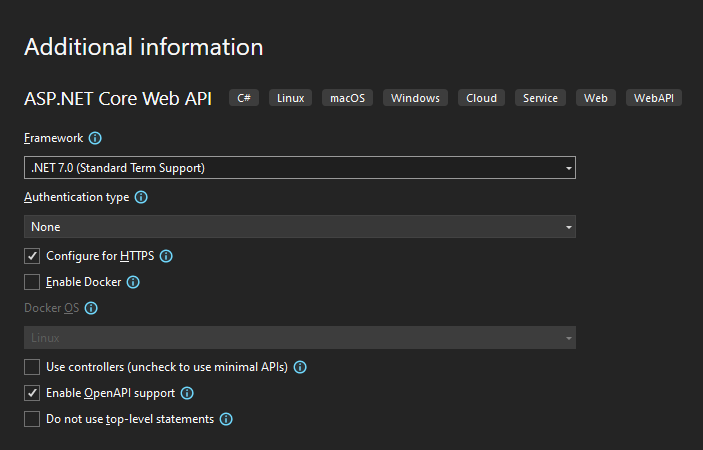 Additional information
ASP.NET Core Web API C# Linux macOS Windows Cloud Service Web WebAPI
Framework
.NET 7.0 (Standard Term Support)
Authentication type
None
Configure for HTTPS
Enable Docker
Docker OS
Linux
Use controllers (uncheck to use minimal APIs)
Enable OpenAPI support
Do not use top-level statements